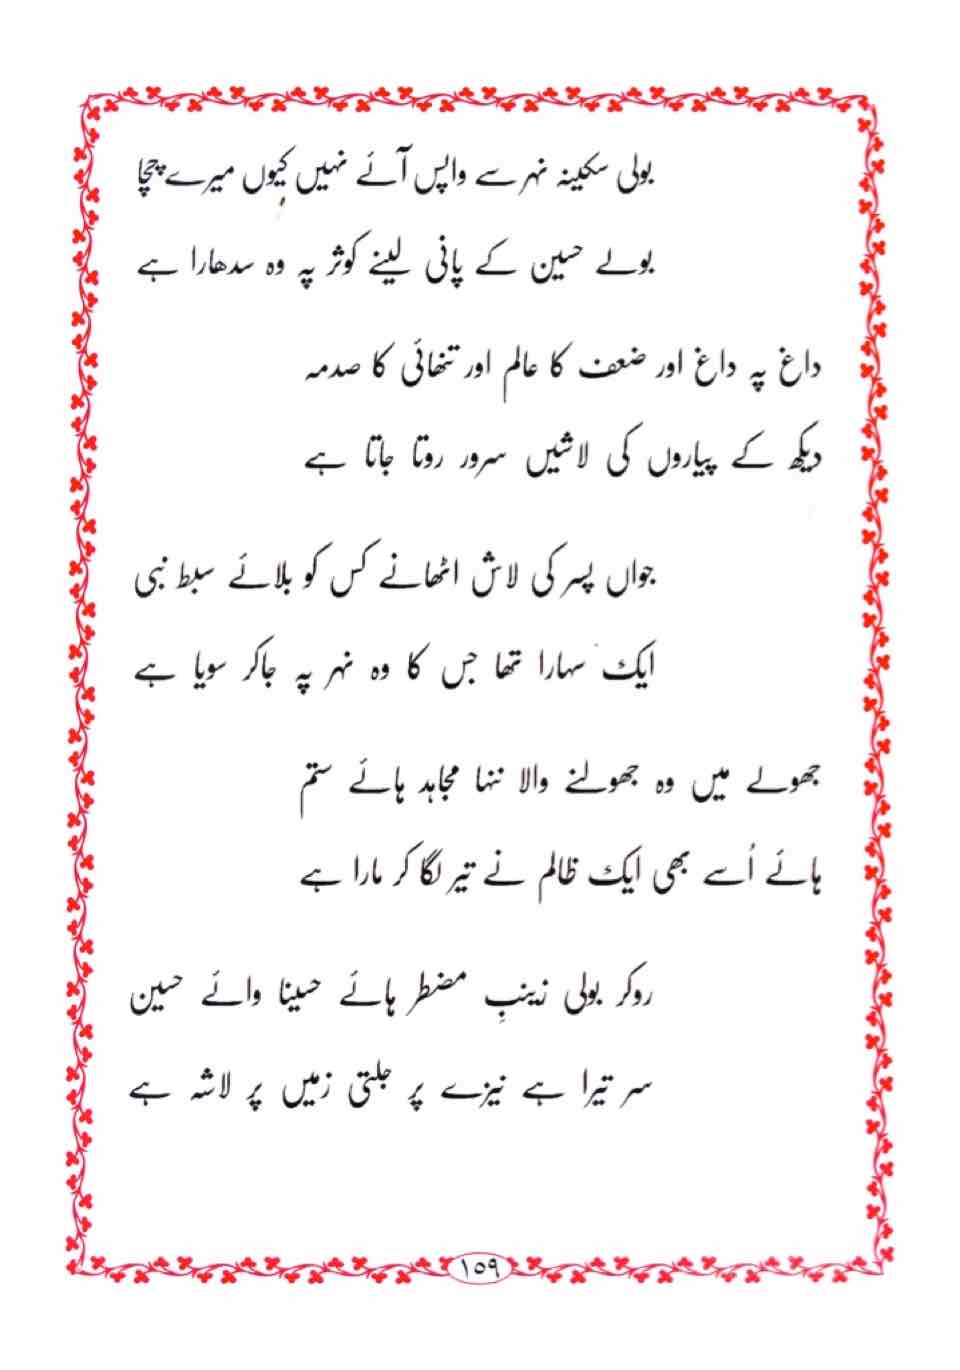 بولی سکینہ نہر سے واپس آئے نہیں کیوں میرے چچا
بولے حسین کے پانی لینے کوثر پہ وہ سدھارا ہے
داغ پہ داغ اور ضعف کا عالم اور تنھائی کا صدمہ
دیکھ کے پیاروں کی لاشیں سرور روتا جاتا ہے
جواں پسر کی لاش اٹھانے کس کو بلائے سبط نبی
ایک سہارا تھا جس کا وہ نہر پہ جاکر سویا ہے
جھولے میں وہ جھولنے والا ننھا مجاہد ہائے ستم
ہائے اُسے بھی ایک ظالم نے تیر لگا کر مارا ہے
روکر بولی زینبِ مضطر ہائے حسینا وائے حسین
سر تیرا ہے نیزے پر جلتی زمیں پر لاشہ ہے
۱۵۹